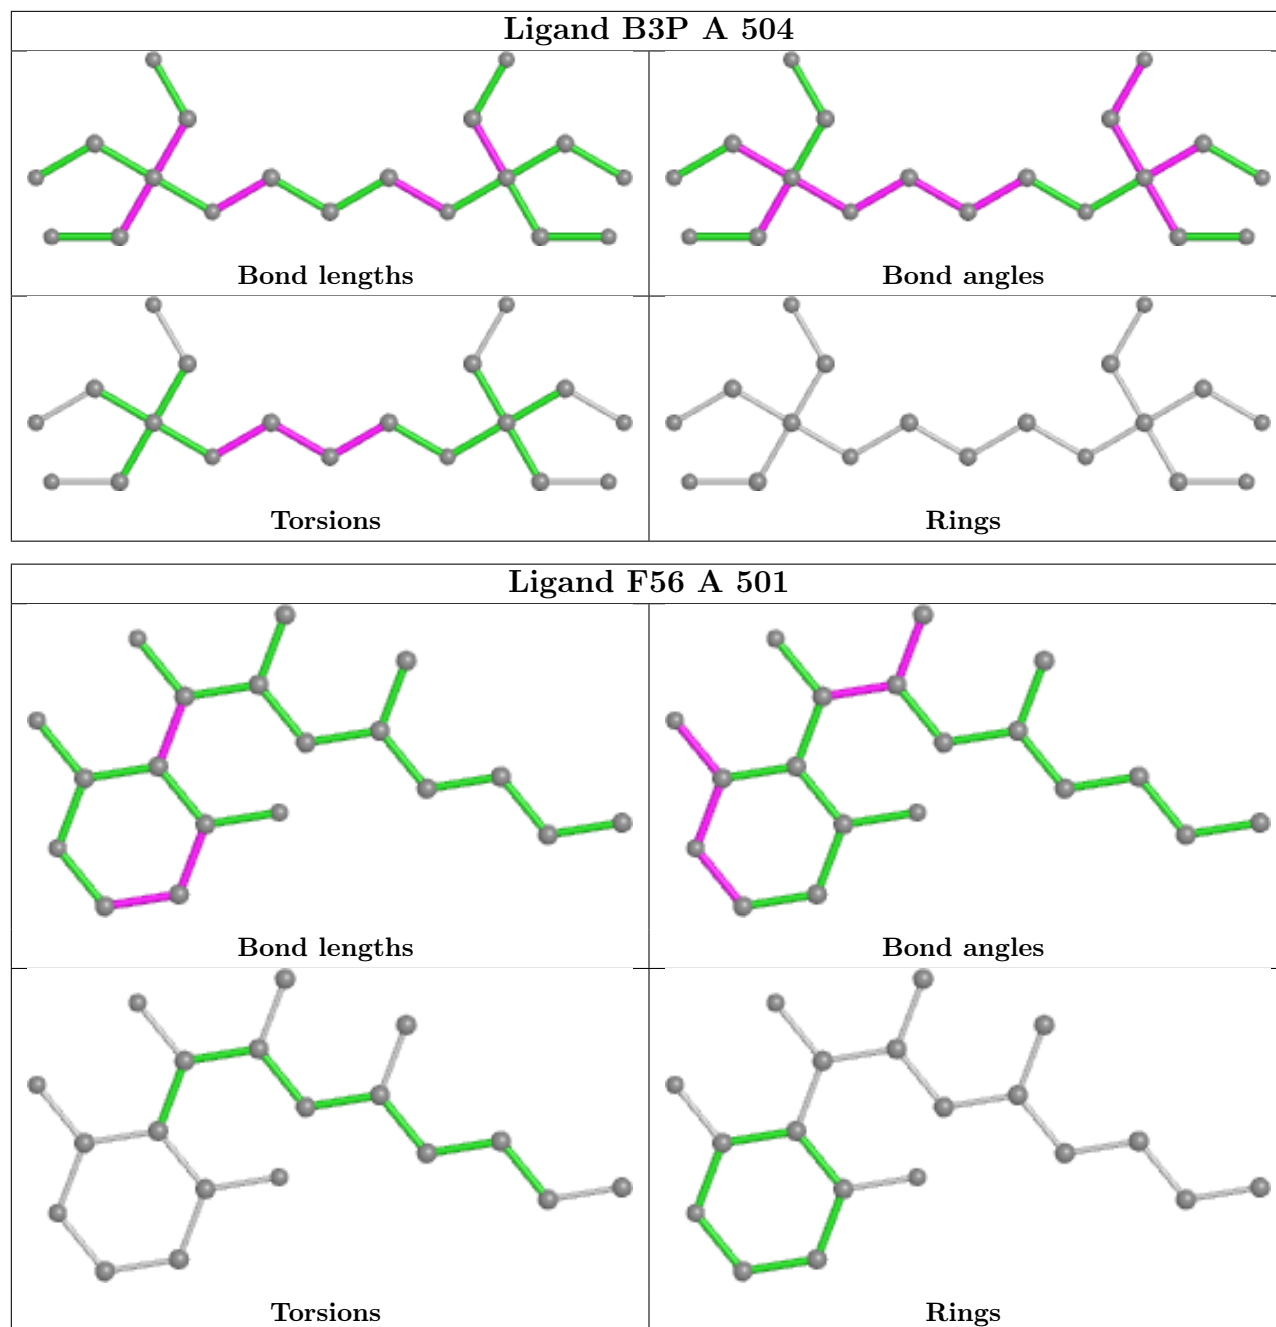 Ligand B3P A 504
Bond lengths
Bond angles
Torsions
Rings
Ligand F56 A 501
Bond lengths
Bond angles
Torsions
Rings